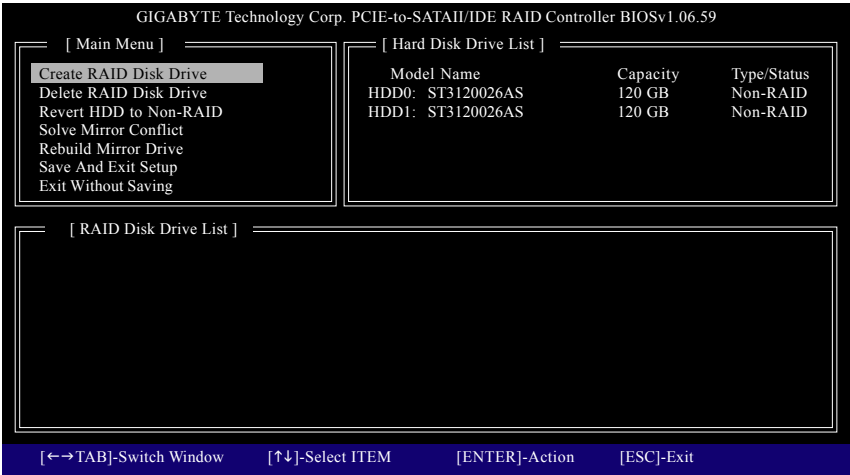 GIGABYTE Technology Corp. PCIE-to-SATAII/IDE RAID Controller BIOSv1.06.59
[ Main Menu ]
Create RAID Disk Drive
Delete RAID Disk Drive
Revert HDD to Non-RAID
Solve Mirror Conflict
Rebuild Mirror Drive
Save And Exit Setup
Exit Without Saving
[ Hard Disk Drive List ]
Model Name Capacity Type/Status
HDD0: ST3120026AS 120 GB Non-RAID
HDD1: ST3120026AS 120 GB Non-RAID
[ RAID Disk Drive List ]
[←→TAB]-Switch Window [↑↓]-Select ITEM [ENTER]-Action [ESC]-Exit